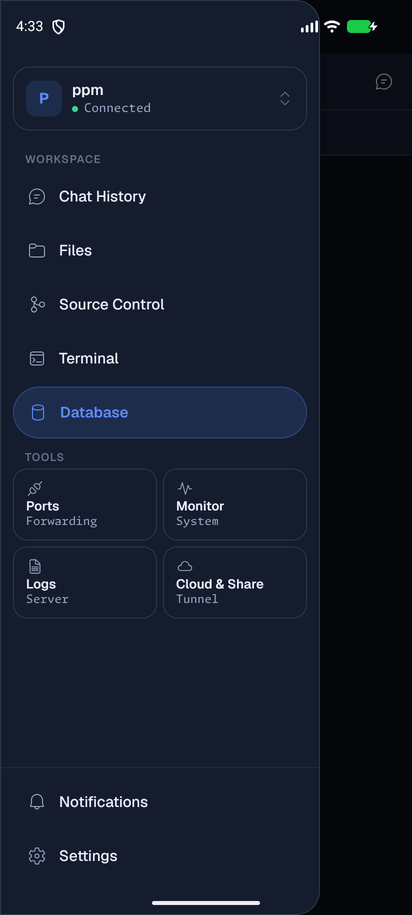 4:33
P
ppm
Connected
WORKSPACE
Chat History
Files
Source Control
Terminal
Database
TOOLS
Ports
Forwarding
Monitor
System
Logs
Server
Cloud & Share
Tunnel
Notifications
Settings